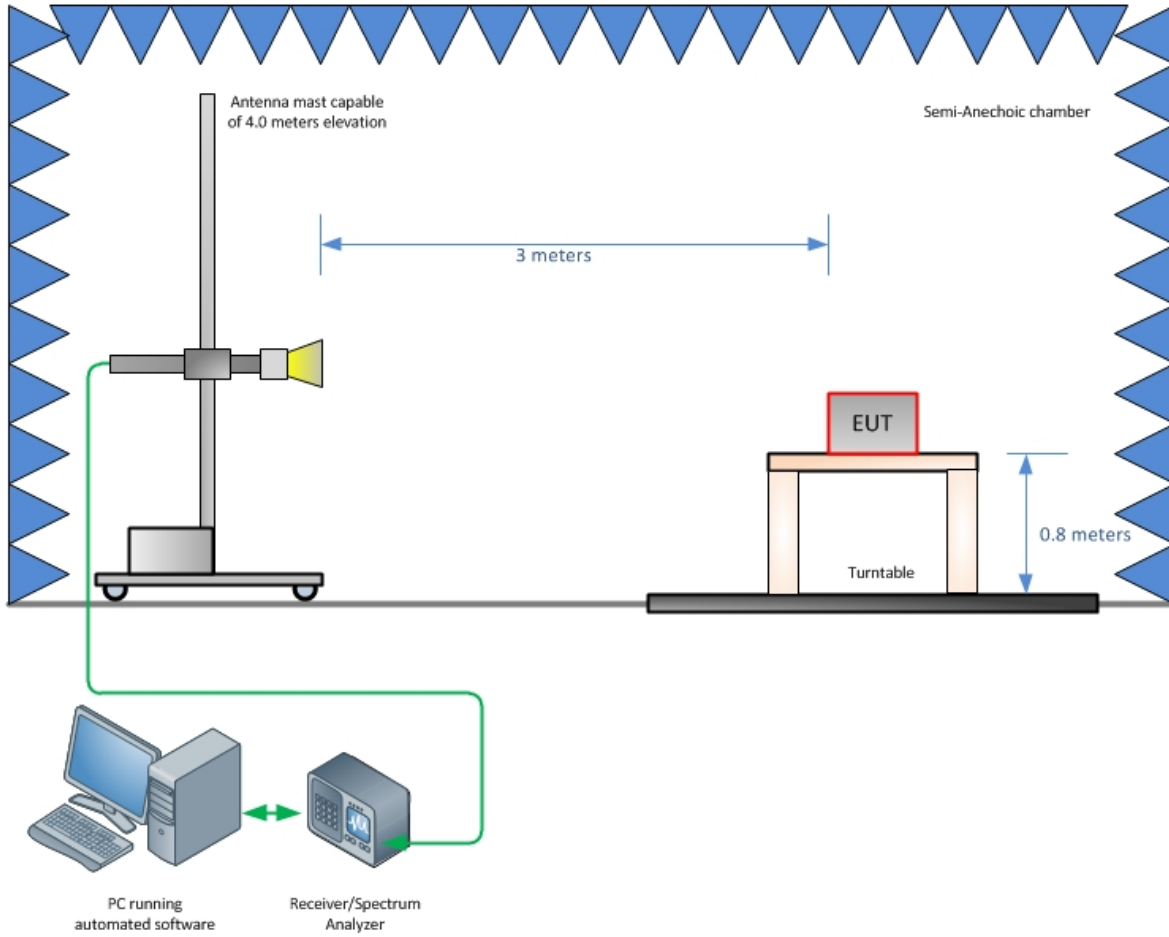 Antenna mast capable
of 4.0 meters elevation
Semi-Anechoic chamber
3 meters
EUT
0.8 meters
Turntable
PC running
automated software
Receiver/Spectrum
Analyzer